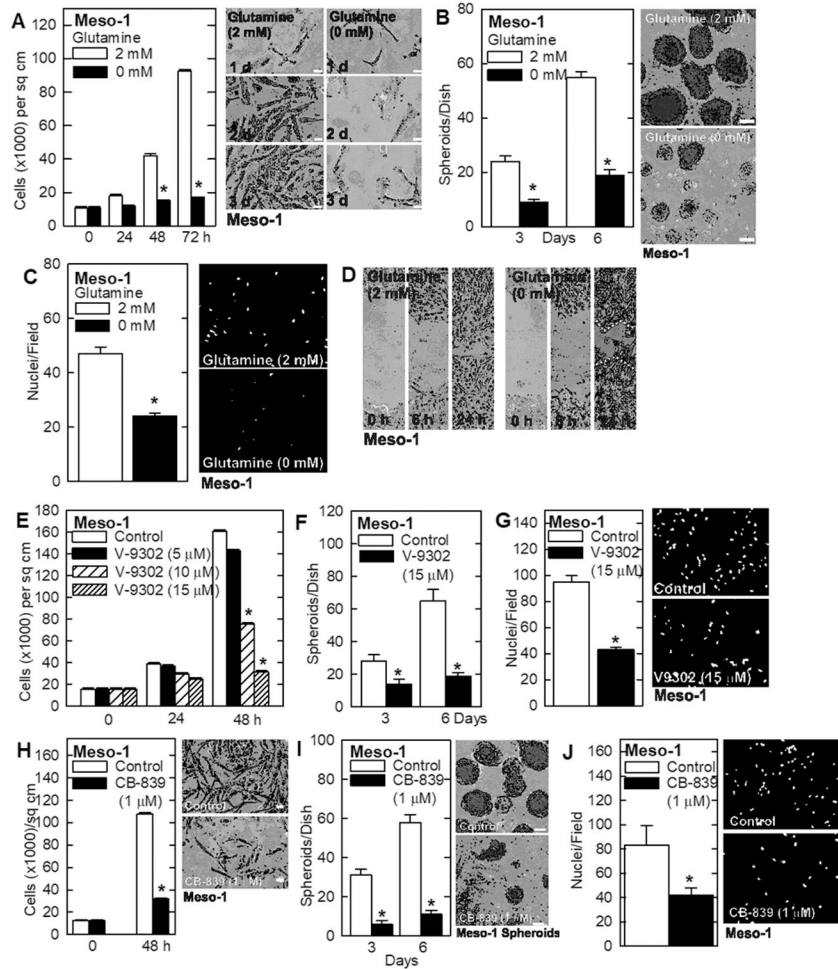 A
Meso-1
Glutamine
2 mM
0 mM
Cells (x1000) per sq cm
120
100
80
60
40
20
0
*
*
0 24 48 72 h
Glutamine
(2 mM)
Glutamine
(0 mM)
1 d
1 d
2 d
2 d
3 d
3 d
Meso-1
B
Meso-1
Glutamine
2 mM
0 mM
Spheroids/Dish
80
60
40
20
0
*
*
3 Days 6
Glutamine (2 mM)
Glutamine (0 mM)
Meso-1
C
Meso-1
Glutamine
2 mM
0 mM
Nuclei/Field
80
60
40
20
0
*
Glutamine (2 mM)
Glutamine (0 mM)
Meso-1
D
Glutamine
(2 mM)
(0 mM)
0 h
24 h
0 h
Meso-1
E
Meso-1
Control
V-9302 (5 µM)
V-9302 (10 µM)
V-9302 (15 µM)
Cells (x1000) per sq cm
180
160
140
120
100
80
60
40
20
0
*
*
0 24 48 h
F
Meso-1
Control
V-9302
(15 µM)
Spheroids/Dish
120
100
80
60
40
20
0
*
*
3 6 Days
G
Meso-1
Control
V-9302
(15 µM)
Nuclei/Field
140
120
100
80
60
40
20
0
*
Control
V9302 (15 µM)
Meso-1
H
Meso-1
Control
CB-839
(1 µM)
Cells (x1000)/sq cm
160
140
120
100
80
60
40
20
0
*
0 48 h
Control
Meso-1
I
Meso-1
Control
CB-839
(1 µM)
Spheroids/Dish
100
80
60
40
20
0
*
*
3 6
Days
Control
Meso-1 Spheroids
J
Meso-1
Control
CB-839
(1 µM)
Nuclei/Field
160
140
120
100
80
60
40
20
0
*
Control
CB-839 (1 µM)
Meso-1